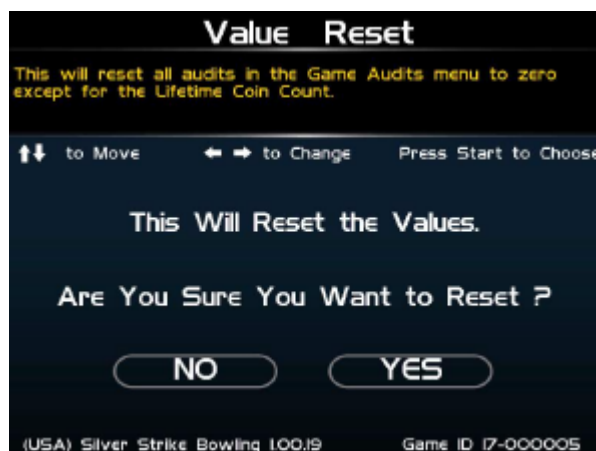 Value Reset
This will reset all audits in the Game Audits menu to zero
except for the Lifetime Coin Count.
to Move to Change Press Start to Choose
This Will Reset the Values.
Are You Sure You Want to Reset ?
NO YES
(USA) Silver Strike Bowling 1.00.19 Game ID 17-000005